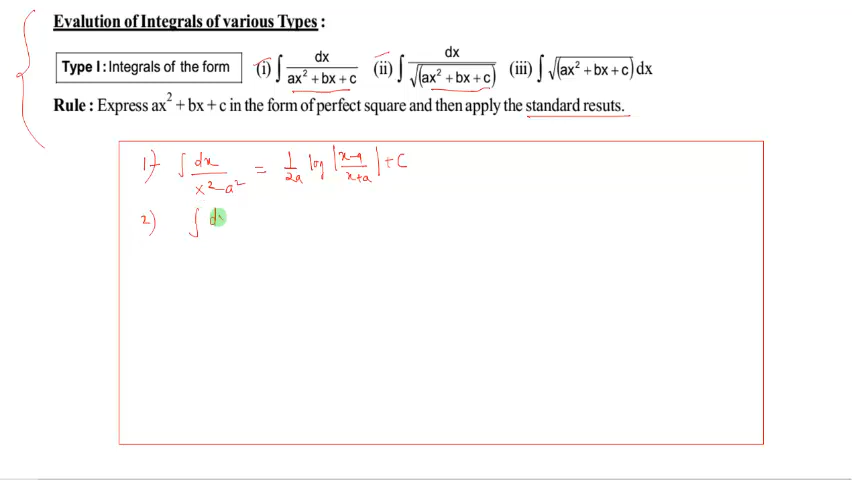 Evalution of Integrals of various Types :
Type I : Integrals of the form (i) ∫ dx / (ax² + bx + c) (ii) ∫ dx / √(ax² + bx + c) (iii) ∫ √(ax² + bx + c) dx
Rule : Express ax² + bx + c in the form of perfect square and then apply the standard resuts.
1) ∫ dx / (x² - a²) = 1/2a log |x-a / x+a| + C
2) ∫ dx